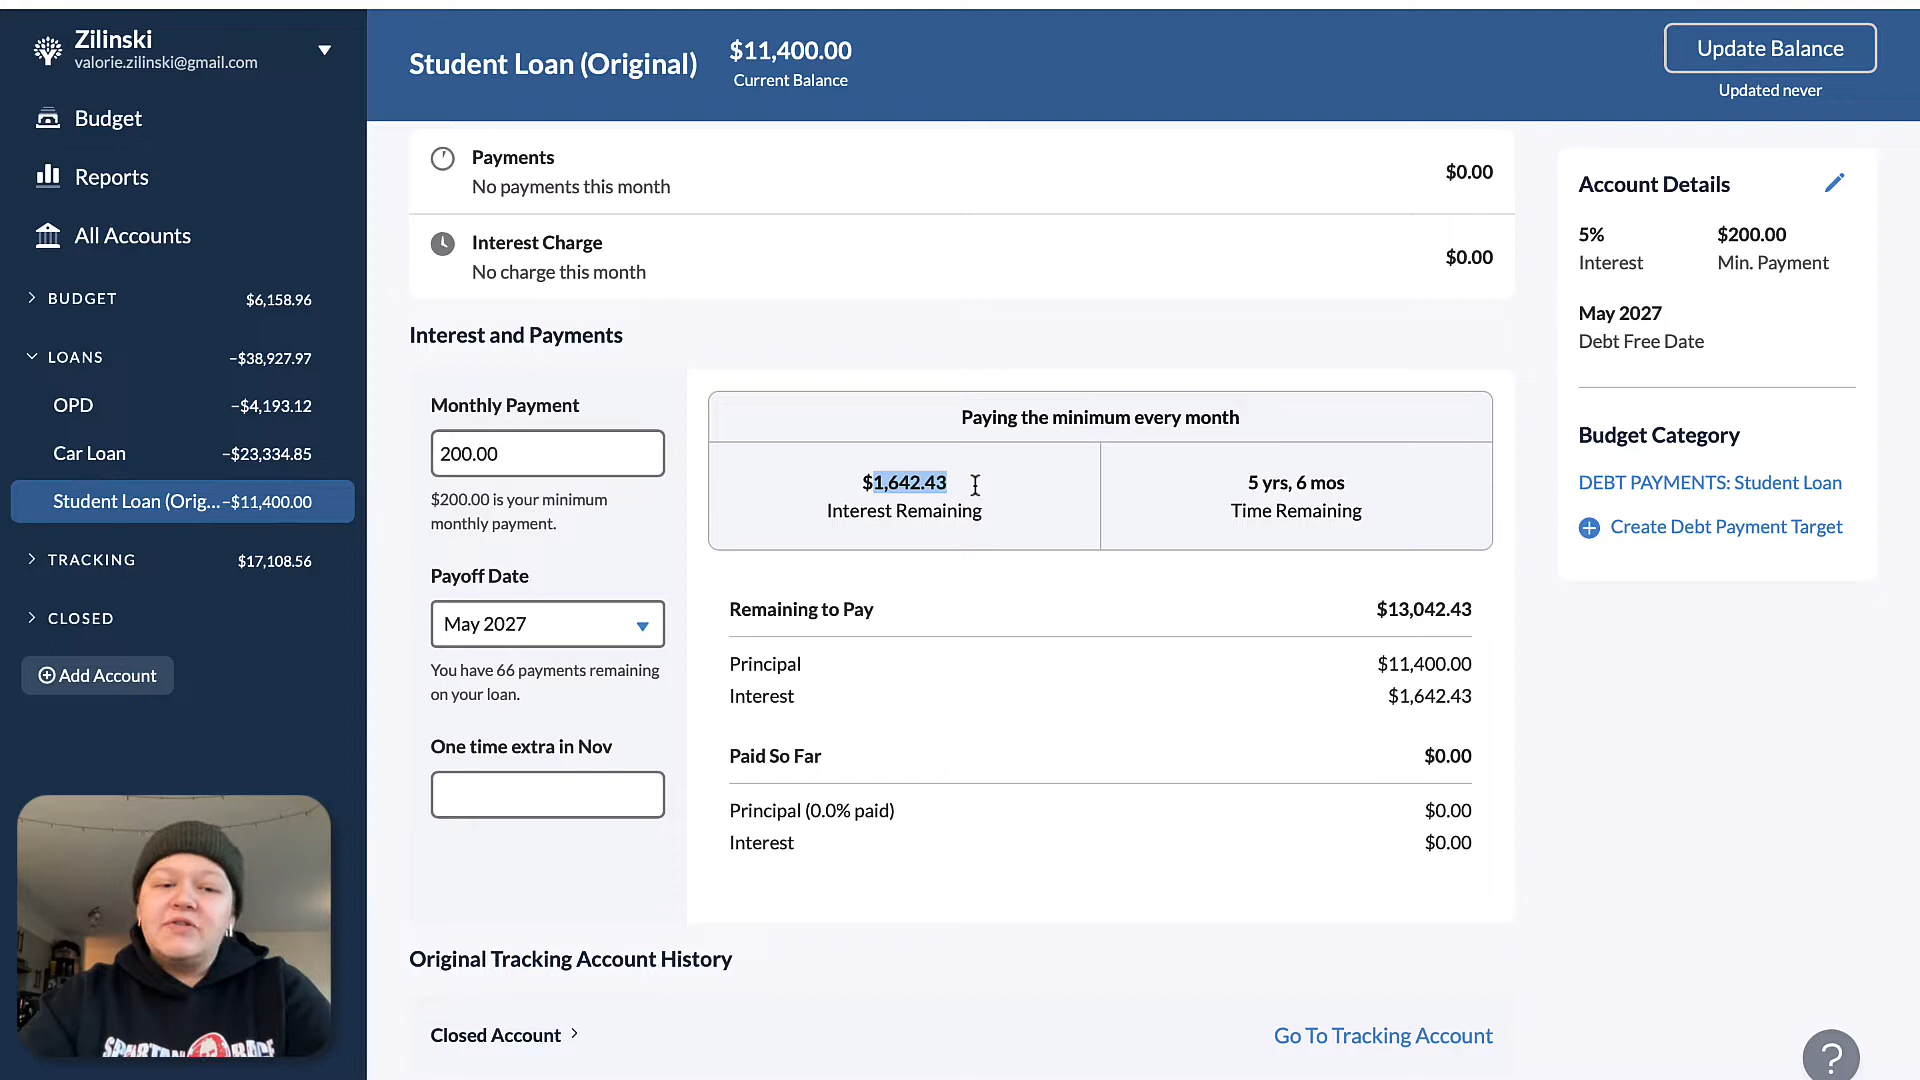 Zilinski
valorie.zilinski@gmail.com
Budget
Reports
All Accounts
BUDGET $6,158.96
LOANS −$38,927.97
OPD −$4,193.12
Car Loan −$23,334.85
Student Loan (Orig...−$11,400.00
TRACKING $17,108.56
CLOSED
Add Account
SPARTAN RACE
Student Loan (Original)
$11,400.00
Current Balance
Update Balance
Updated never
Payments
No payments this month
$0.00
Interest Charge
No charge this month
$0.00
Interest and Payments
Monthly Payment
200.00
$200.00 is your minimum
monthly payment.
Payoff Date
May 2027
You have 66 payments remaining
on your loan.
One time extra in Nov
Paying the minimum every month
$1,642.43
Interest Remaining
5 yrs, 6 mos
Time Remaining
Remaining to Pay $13,042.43
Principal $11,400.00
Interest $1,642.43
Paid So Far $0.00
Principal (0.0% paid) $0.00
Interest $0.00
Original Tracking Account History
Closed Account
Go To Tracking Account
Account Details
5% $200.00
Interest Min. Payment
May 2027
Debt Free Date
Budget Category
DEBT PAYMENTS: Student Loan
Create Debt Payment Target
?